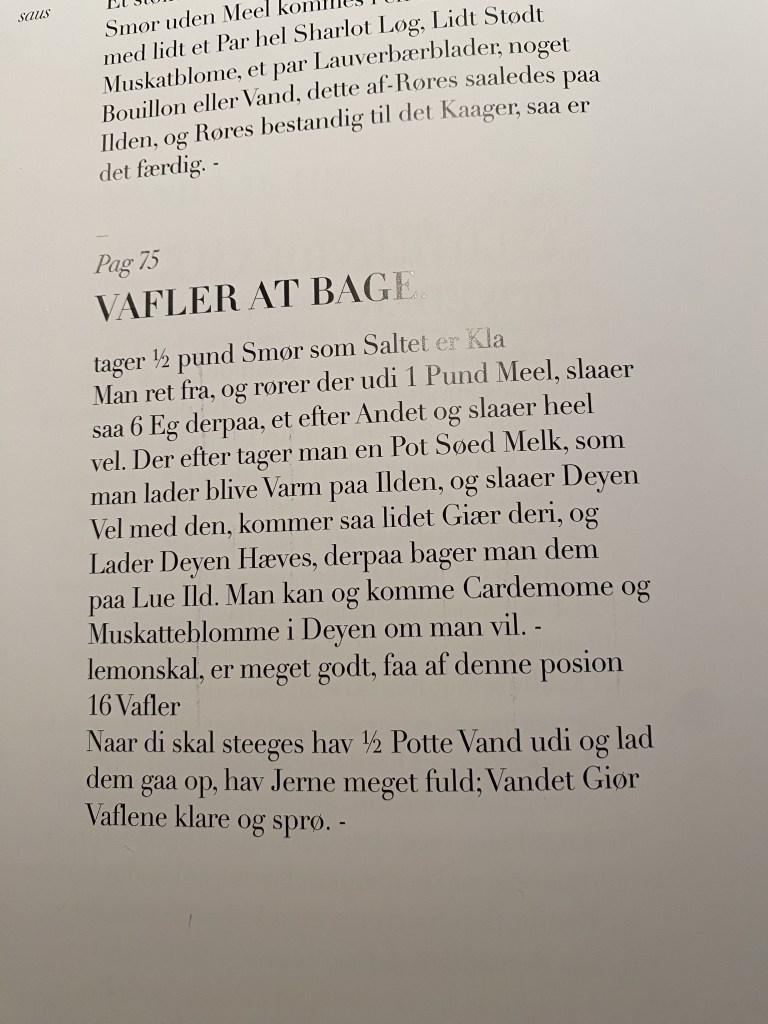 saus
Smør uden Meel kommes
med lidt et Par hel Sharlot Løg, Lidt Stødt
Muskatblome, et par Lauverbærblader, noget
Bouillon eller Vand, dette af-Røres saaledes paa
Ilden, og Røres bestandig til det Kaager, saa er
det færdig. -
–
Pag 75
VAFLER AT BAGE.
tager ½ pund Smør som Saltet er Kla
Man ret fra, og rører der udi 1 Pund Meel, slaaer
saa 6 Eg derpaa, et efter Andet og slaaer heel
vel. Der efter tager man en Pot Søed Melk, som
man lader blive Varm paa Ilden, og slaaer Deyen
Vel med den, kommer saa lidet Giær deri, og
Lader Deyen Hæves, derpaa bager man dem
paa Lue Ild. Man kan og komme Cardemome og
Muskatteblomme i Deyen om man vil. -
lemonskal, er meget godt, faa af denne posion
16 Vafler
Naar di skal steeges hav ½ Potte Vand udi og lad
dem gaa op, hav Jerne meget fuld; Vandet Giør
Vaflene klare og sprø. -